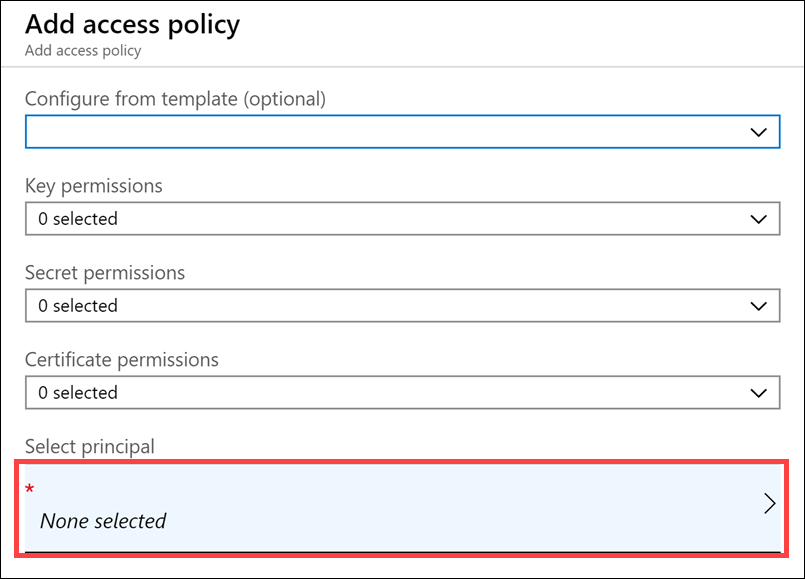 Add access policy
Add access policy
Configure from template (optional)
Key permissions
0 selected
Secret permissions
0 selected
Certificate permissions
0 selected
Select principal
*
None selected